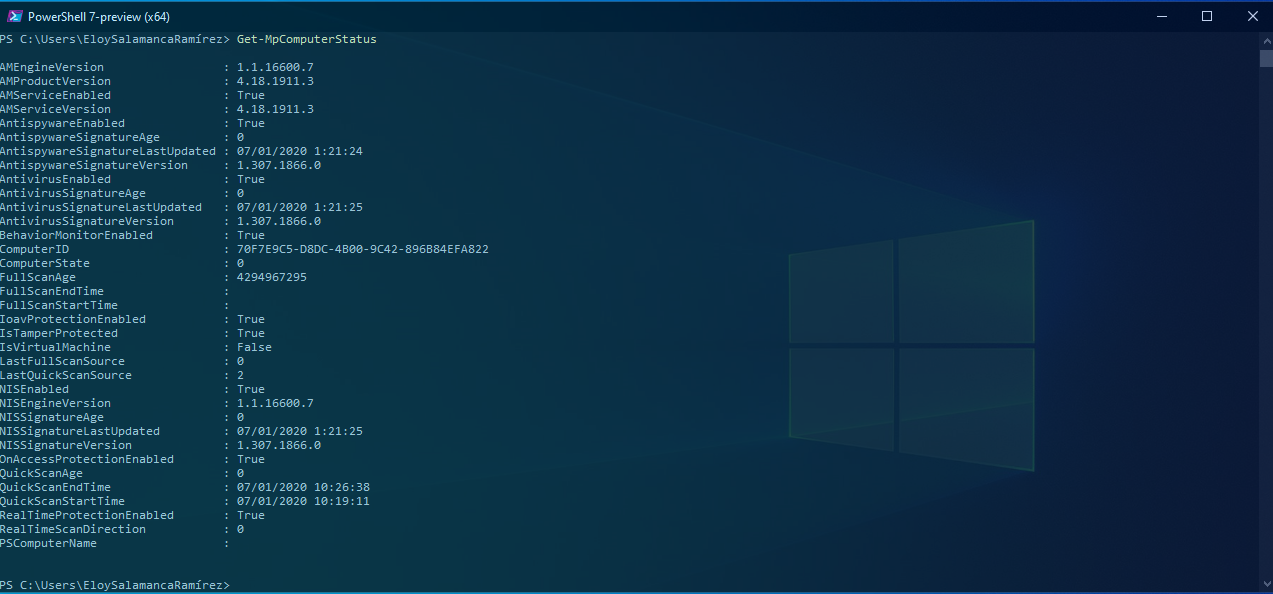 PowerShell 7-preview (x64)
PS C:\Users\EloySalamancaRamírez> Get-MpComputerStatus
AMEngineVersion : 1.1.16600.7
AMProductVersion : 4.18.1911.3
AMServiceEnabled : True
AMServiceVersion : 4.18.1911.3
AntispywareEnabled : True
AntispywareSignatureAge : 0
AntispywareSignatureLastUpdated : 07/01/2020 1:21:24
AntispywareSignatureVersion : 1.307.1866.0
AntivirusEnabled : True
AntivirusSignatureAge : 0
AntivirusSignatureLastUpdated : 07/01/2020 1:21:25
AntivirusSignatureVersion : 1.307.1866.0
BehaviorMonitorEnabled : True
ComputerID : 70F7E9C5-D8DC-4B00-9C42-896B84EFA822
ComputerState : 0
FullScanAge : 4294967295
FullScanEndTime :
FullScanStartTime :
IoavProtectionEnabled : True
IsTamperProtected : True
IsVirtualMachine : False
LastFullScanSource : 0
LastQuickScanSource : 2
NISEnabled : True
NISEngineVersion : 1.1.16600.7
NISSignatureAge : 0
NISSignatureLastUpdated : 07/01/2020 1:21:25
NISSignatureVersion : 1.307.1866.0
OnAccessProtectionEnabled : True
QuickScanAge : 0
QuickScanEndTime : 07/01/2020 10:26:38
QuickScanStartTime : 07/01/2020 10:19:11
RealTimeProtectionEnabled : True
RealTimeScanDirection : 0
PSComputerName :
PS C:\Users\EloySalamancaRamírez>